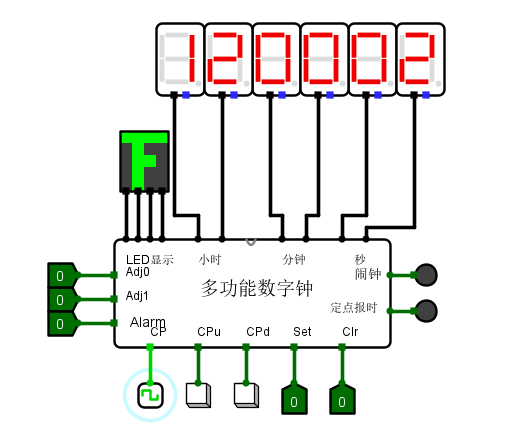 120002
F
LED显示 小时 分钟 秒
Adj0 闹钟
0
多功能数字钟
0 Adj1
定点报时
0 Alarm
CP CPu CPd Set Clr
0 0